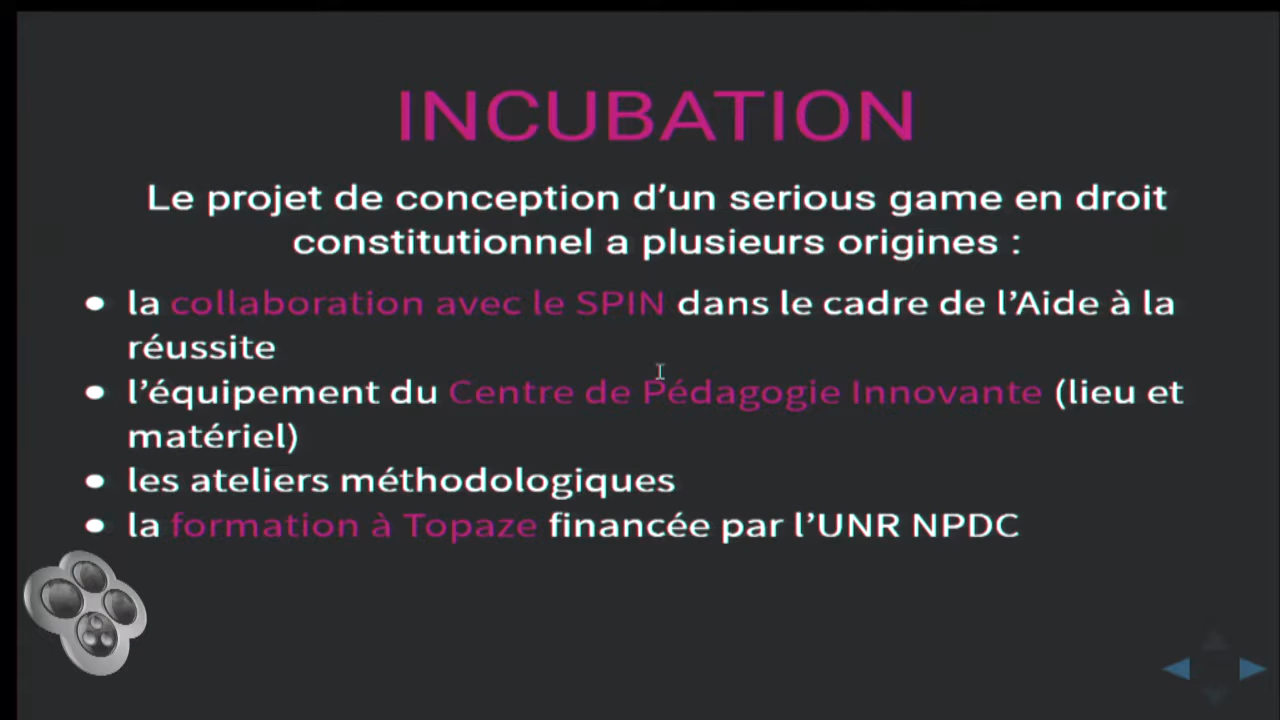 INCUBATION
Le projet de conception d’un serious game en droit
constitutionnel a plusieurs origines :
• la collaboration avec le SPIN dans le cadre de l’Aide à la
réussite
• l’équipement du Centre de Pédagogie Innovante (lieu et
matériel)
• les ateliers méthodologiques
• la formation à Topaze financée par l’UNR NPDC